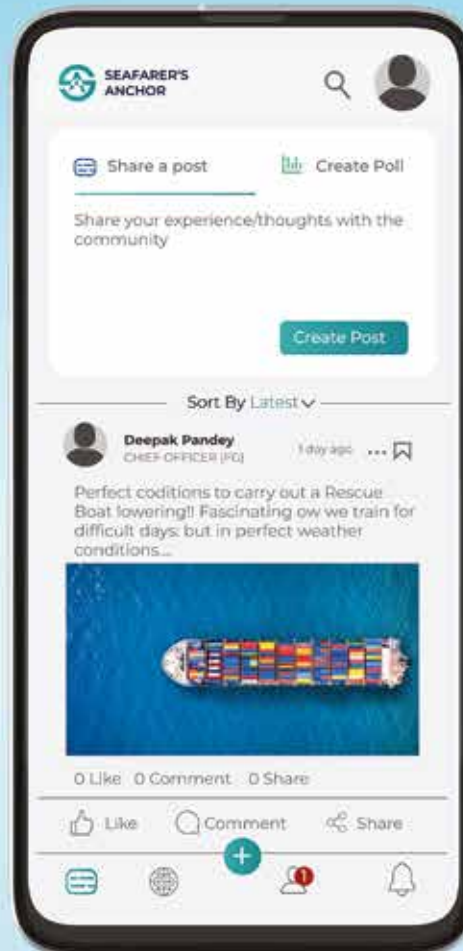 SEAFARER'S
ANCHOR
Share a post
Create Poll
Share your experience/thoughts with the
community
Create Post
Sort By Latest
Deepak Pandey
CHIEF OFFICER (FG)
1 day ago
Perfect coditions to carry out a Rescue
Boat lowering!! Fascinating ow we train for
difficult days: but in perfect weather
conditions...
0 Like 0 Comment 0 Share
Like
Comment
Share
1